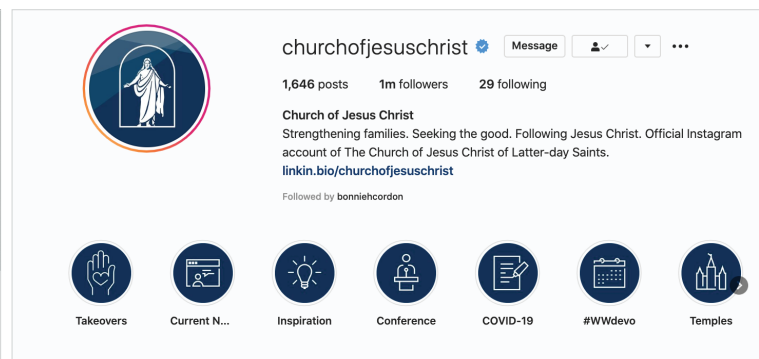 churchofjesuschrist Message
1,646 posts 1m followers 29 following
Church of Jesus Christ
Strengthening families. Seeking the good. Following Jesus Christ. Official Instagram
account of The Church of Jesus Christ of Latter-day Saints.
linkin.bio/churchofjesuschrist
Followed by bonniehcordon
Takeovers Current N... Inspiration Conference COVID-19 #WWdevo Temples